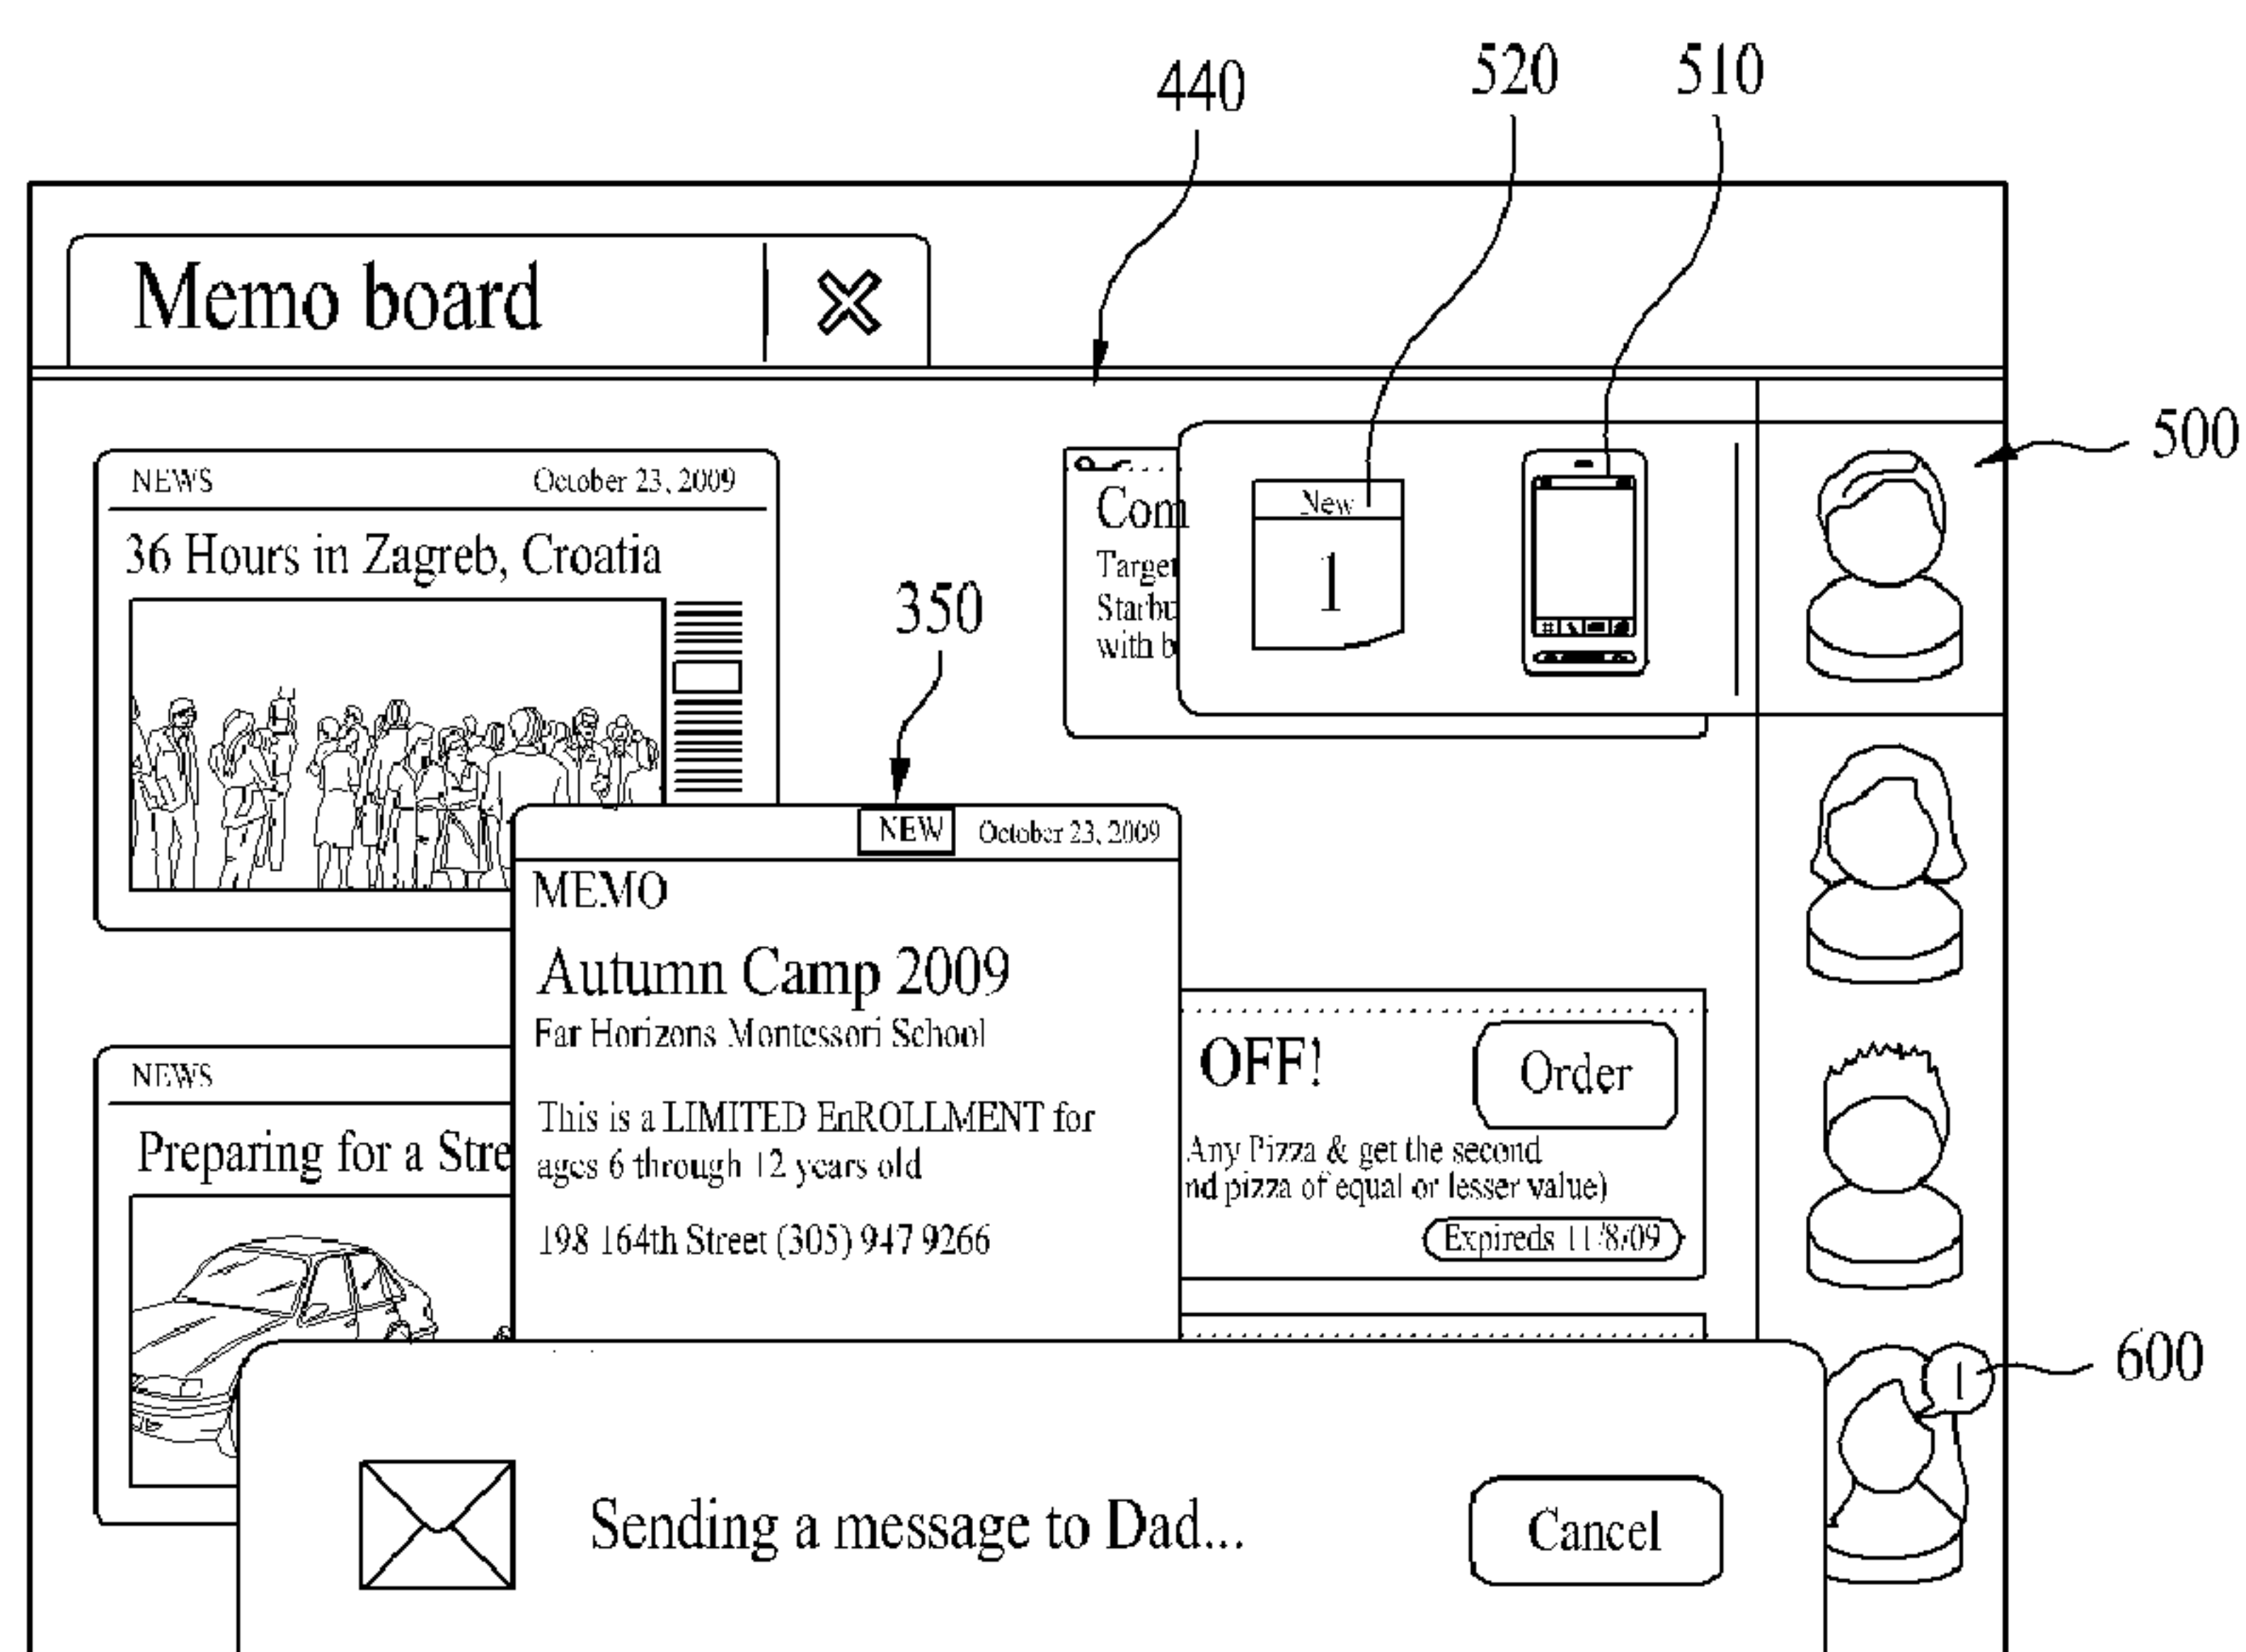 440
520
510
Memo board
500
NEWS October 23, 2009
36 Hours in Zagreb, Croatia
Com
Target
Starbu
with b
New
1
350
NEW October 23, 2009
MEMO
Autumn Camp 2009
Far Horizons Montessori School
This is a LIMITED EnROLLMENT for
ages 6 through 12 years old
198 164th Street (305) 947 9266
NEWS
Preparing for a Stre
OFF!
Order
Any Pizza & get the second
nd pizza of equal or lesser value)
Expireds 11/8/09
600
1
Sending a message to Dad...
Cancel